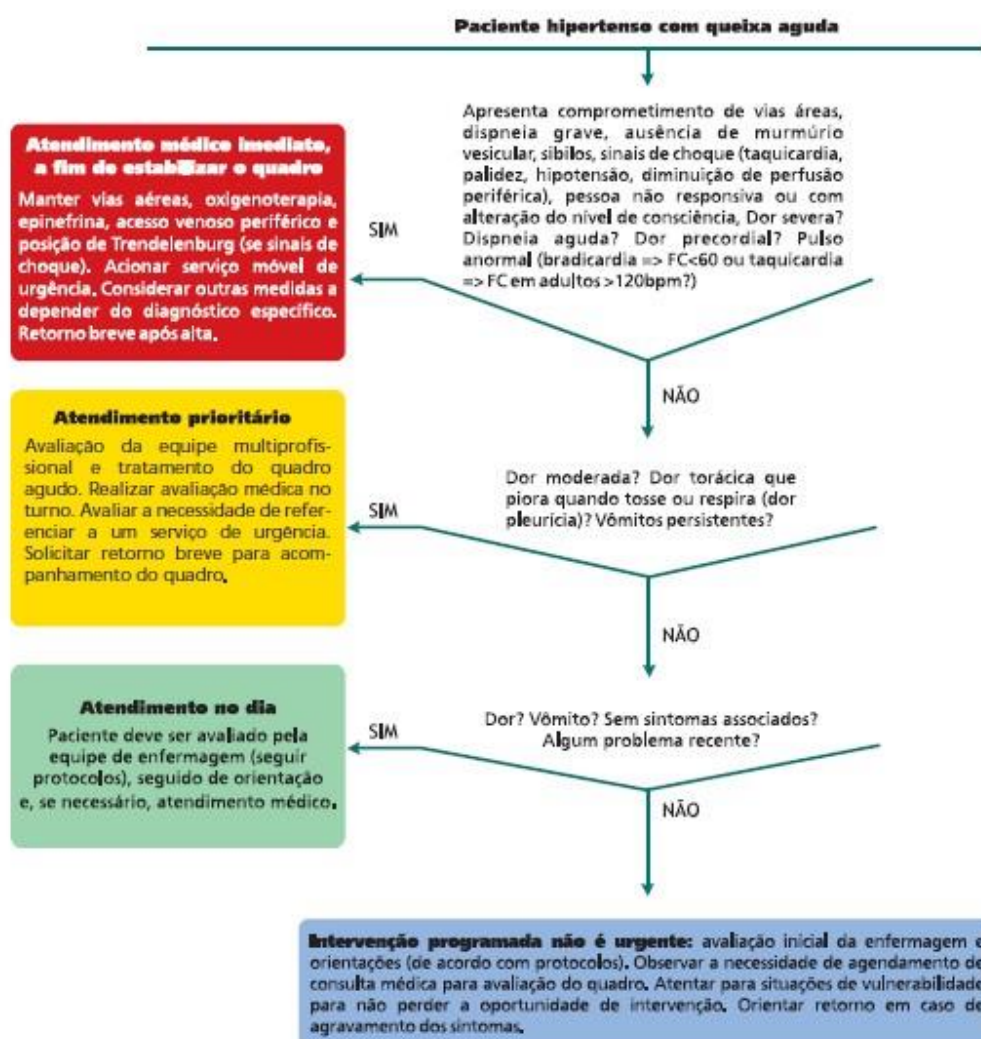 Paciente hipertenso com queixa aguda
Apresenta comprometimento de vias áreas,
dispneia grave, ausência de murmúrio
vesicular, sibilos, sinais de choque (taquicardia,
palidez, hipotensão, diminuição de perfusão
periférica), pessoa não responsiva ou com
alteração do nível de consciência, Dor severa?
Dispneia aguda? Dor precordial? Pulso
anormal (bradicardia => FC<60 ou taquicardia
=> FC em adultos >120bpm?)
SIM
Atendimento médico imediato,
a fim de estabilizar o quadro
Manter vias aéreas, oxigenoterapia,
epinefrina, acesso venoso periférico e
posição de Trendelenburg (se sinais de
choque). Acionar serviço móvel de
urgência. Considerar outras medidas a
depender do diagnóstico específico.
Retorno breve após alta.
NÃO
Dor moderada? Dor torácica que
piora quando tosse ou respira (dor
pleurícia)? Vômitos persistentes?
SIM
Atendimento prioritário
Avaliação da equipe multiprofis-
sional e tratamento do quadro
agudo. Realizar avaliação médica no
turno. Avaliar a necessidade de refer-
enciar a um serviço de urgência.
Solicitar retorno breve para acom-
panhamento do quadro.
NÃO
Dor? Vômito? Sem sintomas associados?
Algum problema recente?
SIM
Atendimento no dia
Paciente deve ser avaliado pela
equipe de enfermagem (seguir
protocolos), seguido de orientação
e, se necessário, atendimento médico.
NÃO
Intervenção programada não é urgente: avaliação inicial da enfermagem e
orientações (de acordo com protocolos). Observar a necessidade de agendamento de
consulta médica para avaliação do quadro. Atentar para situações de vulnerabilidade
para não perder a oportunidade de intervenção. Orientar retorno em caso de
agravamento dos sintomas.